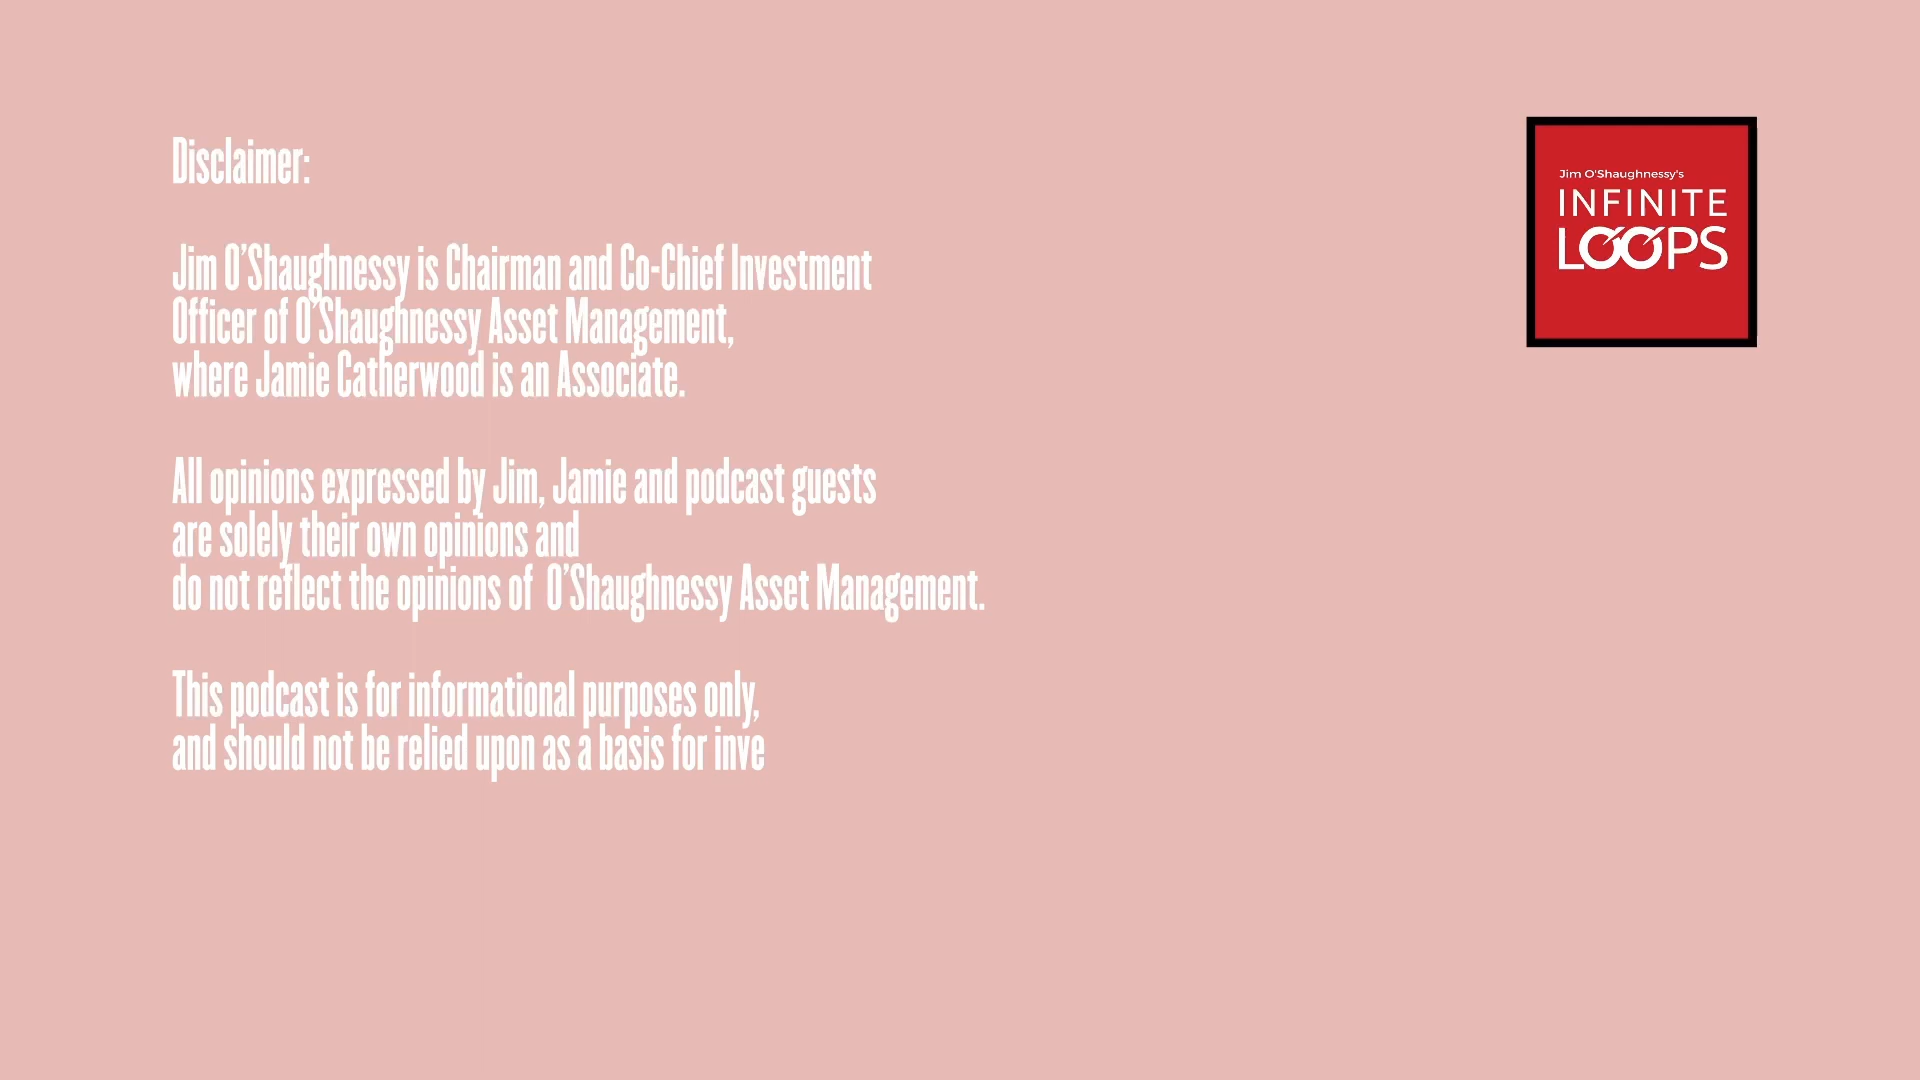 Disclaimer:
Jim O'Shaughnessy is Chairman and Co-Chief Investment
Officer of O'Shaughnessy Asset Management,
where Jamie Catherwood is an Associate.
All opinions expressed by Jim, Jamie and podcast guests
are solely their own opinions and
do not reflect the opinions of O'Shaughnessy Asset Management.
This podcast is for informational purposes only,
and should not be relied upon as a basis for inve
Jim O'Shaughnessy's
INFINITE
LOOPS